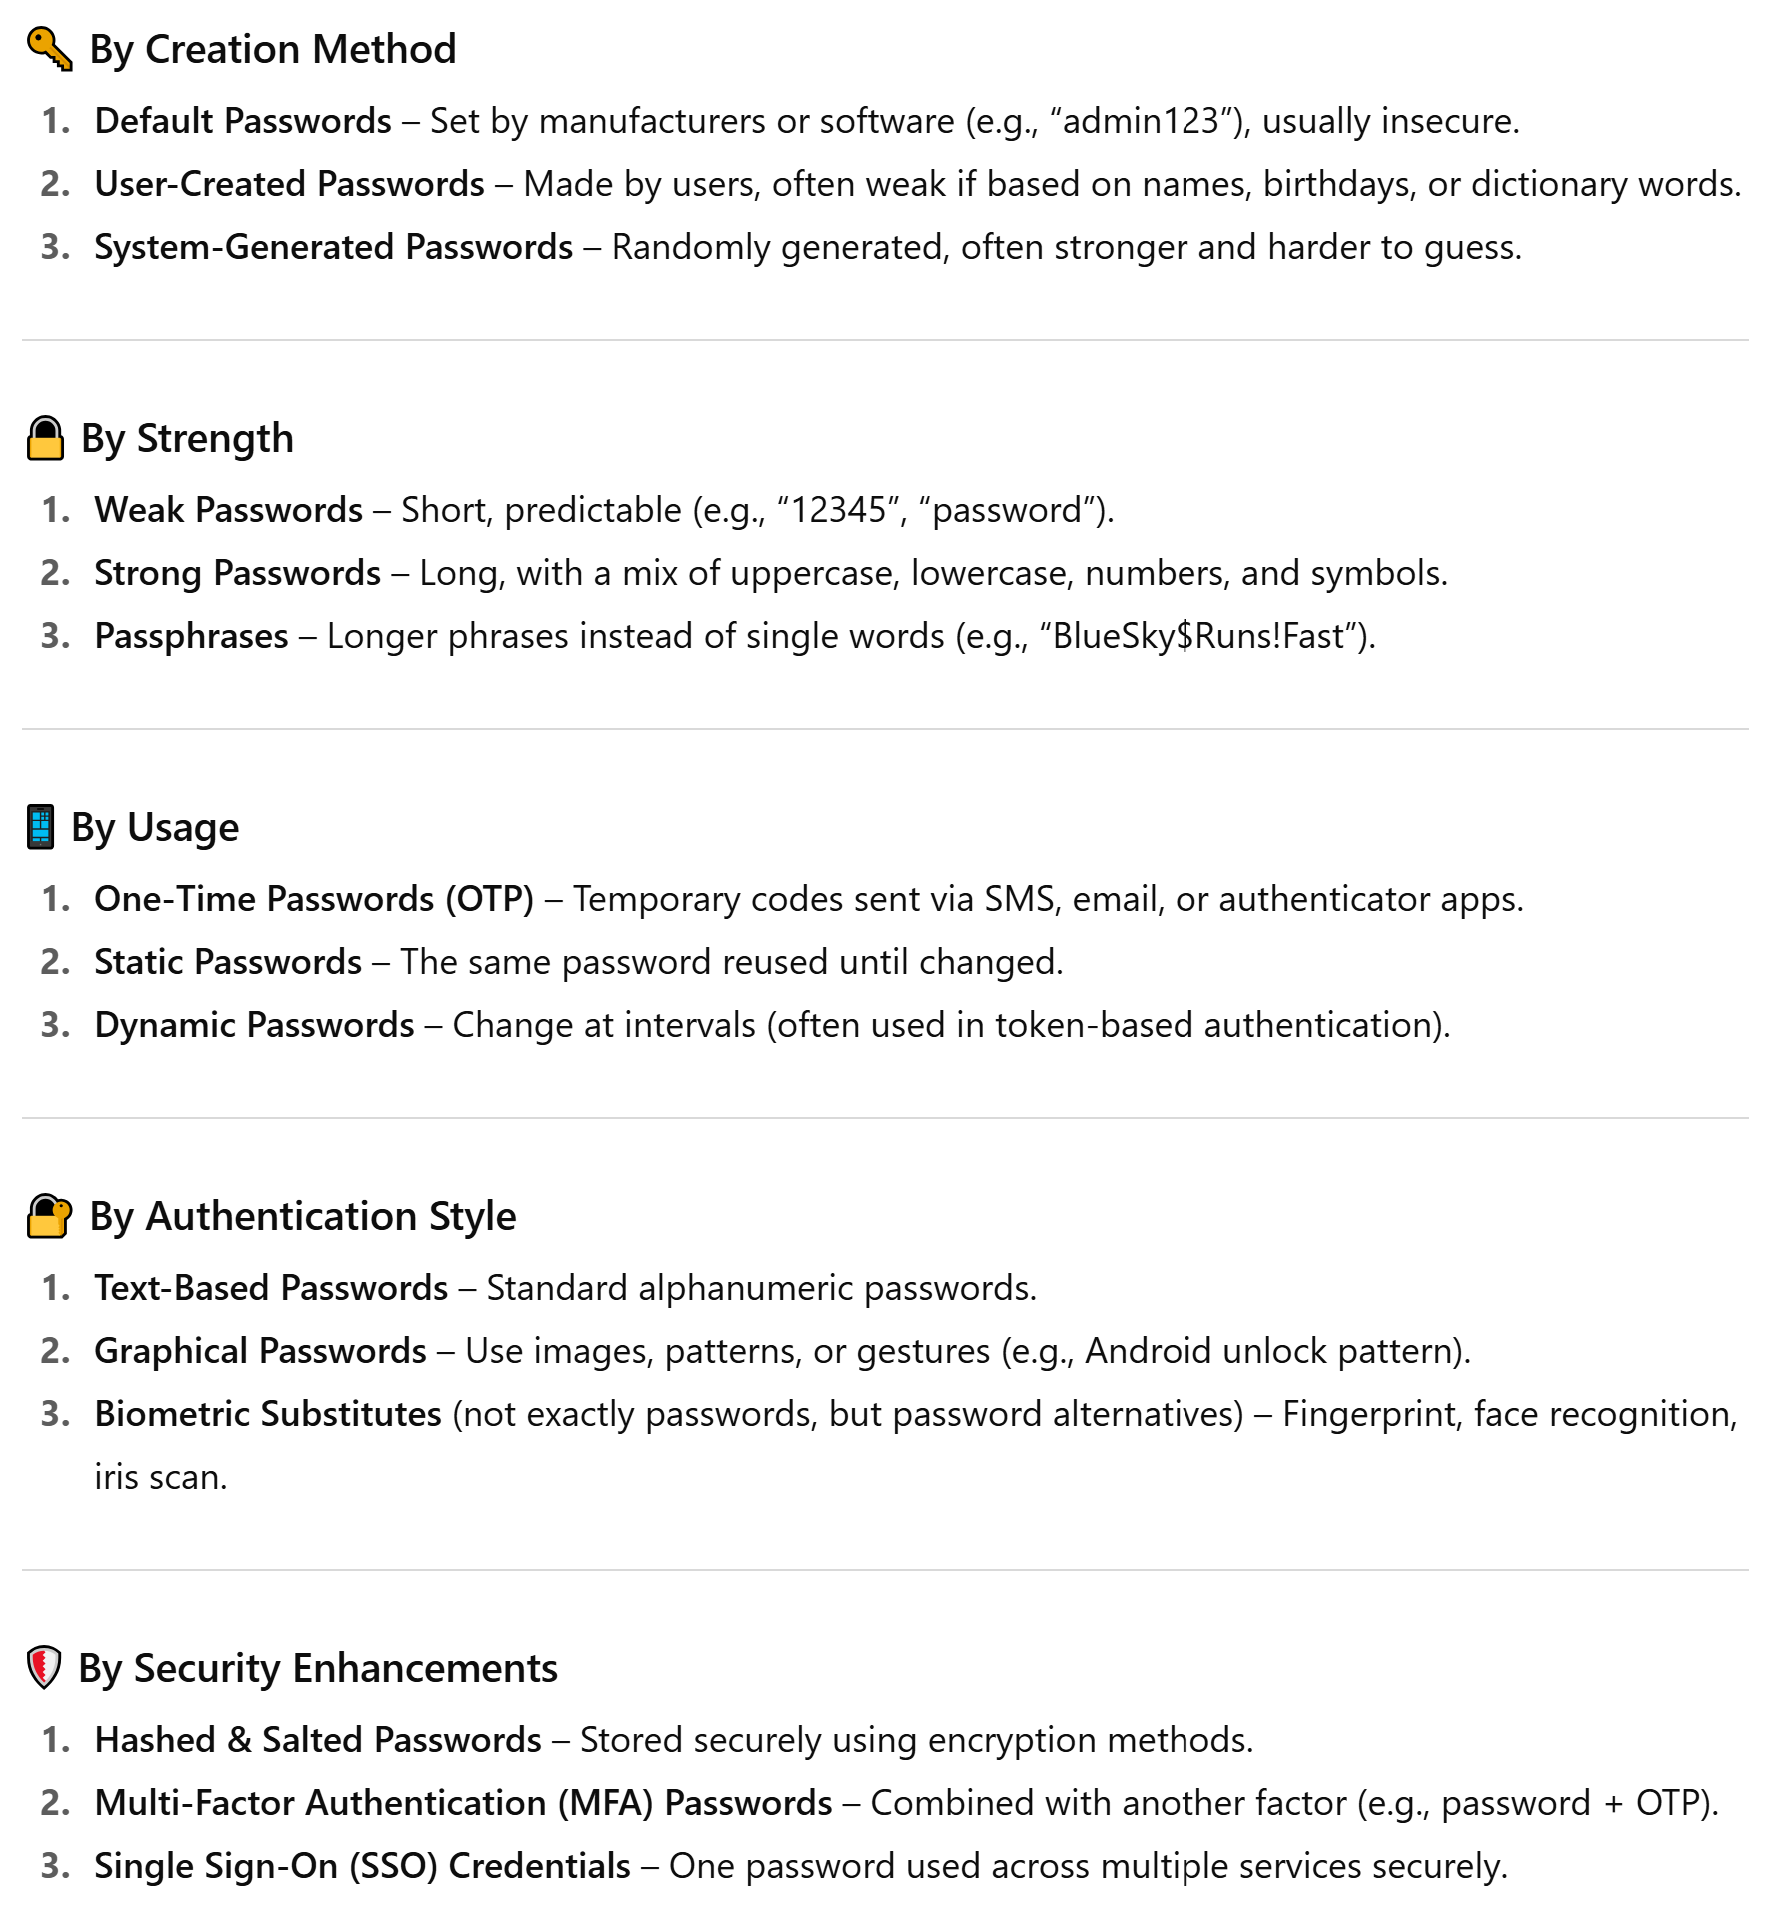 🔑 By Creation Method
1. Default Passwords – Set by manufacturers or software (e.g., “admin123”), usually insecure.
2. User-Created Passwords – Made by users, often weak if based on names, birthdays, or dictionary words.
3. System-Generated Passwords – Randomly generated, often stronger and harder to guess.
🔒 By Strength
1. Weak Passwords – Short, predictable (e.g., “12345”, “password”).
2. Strong Passwords – Long, with a mix of uppercase, lowercase, numbers, and symbols.
3. Passphrases – Longer phrases instead of single words (e.g., “BlueSky$Runs!Fast”).
📱 By Usage
1. One-Time Passwords (OTP) – Temporary codes sent via SMS, email, or authenticator apps.
2. Static Passwords – The same password reused until changed.
3. Dynamic Passwords – Change at intervals (often used in token-based authentication).
🔐 By Authentication Style
1. Text-Based Passwords – Standard alphanumeric passwords.
2. Graphical Passwords – Use images, patterns, or gestures (e.g., Android unlock pattern).
3. Biometric Substitutes (not exactly passwords, but password alternatives) – Fingerprint, face recognition,
iris scan.
🛡 By Security Enhancements
1. Hashed & Salted Passwords – Stored securely using encryption methods.
2. Multi-Factor Authentication (MFA) Passwords – Combined with another factor (e.g., password + OTP).
3. Single Sign-On (SSO) Credentials – One password used across multiple services securely.